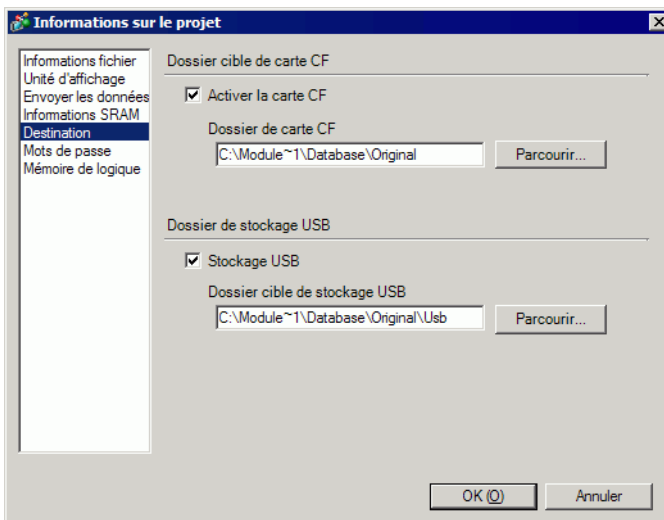 Informations sur le projet
Informations fichier
Unité d'affichage
Envoyer les données
Informations SRAM
Destination
Mots de passe
Mémoire de logique
Dossier cible de carte CF
Activer la carte CF
Dossier de carte CF
C:\Module~1\Database\Original
Parcourir...
Dossier de stockage USB
Stockage USB
Dossier cible de stockage USB
C:\Module~1\Database\Original\Usb
Parcourir...
OK (O)
Annuler